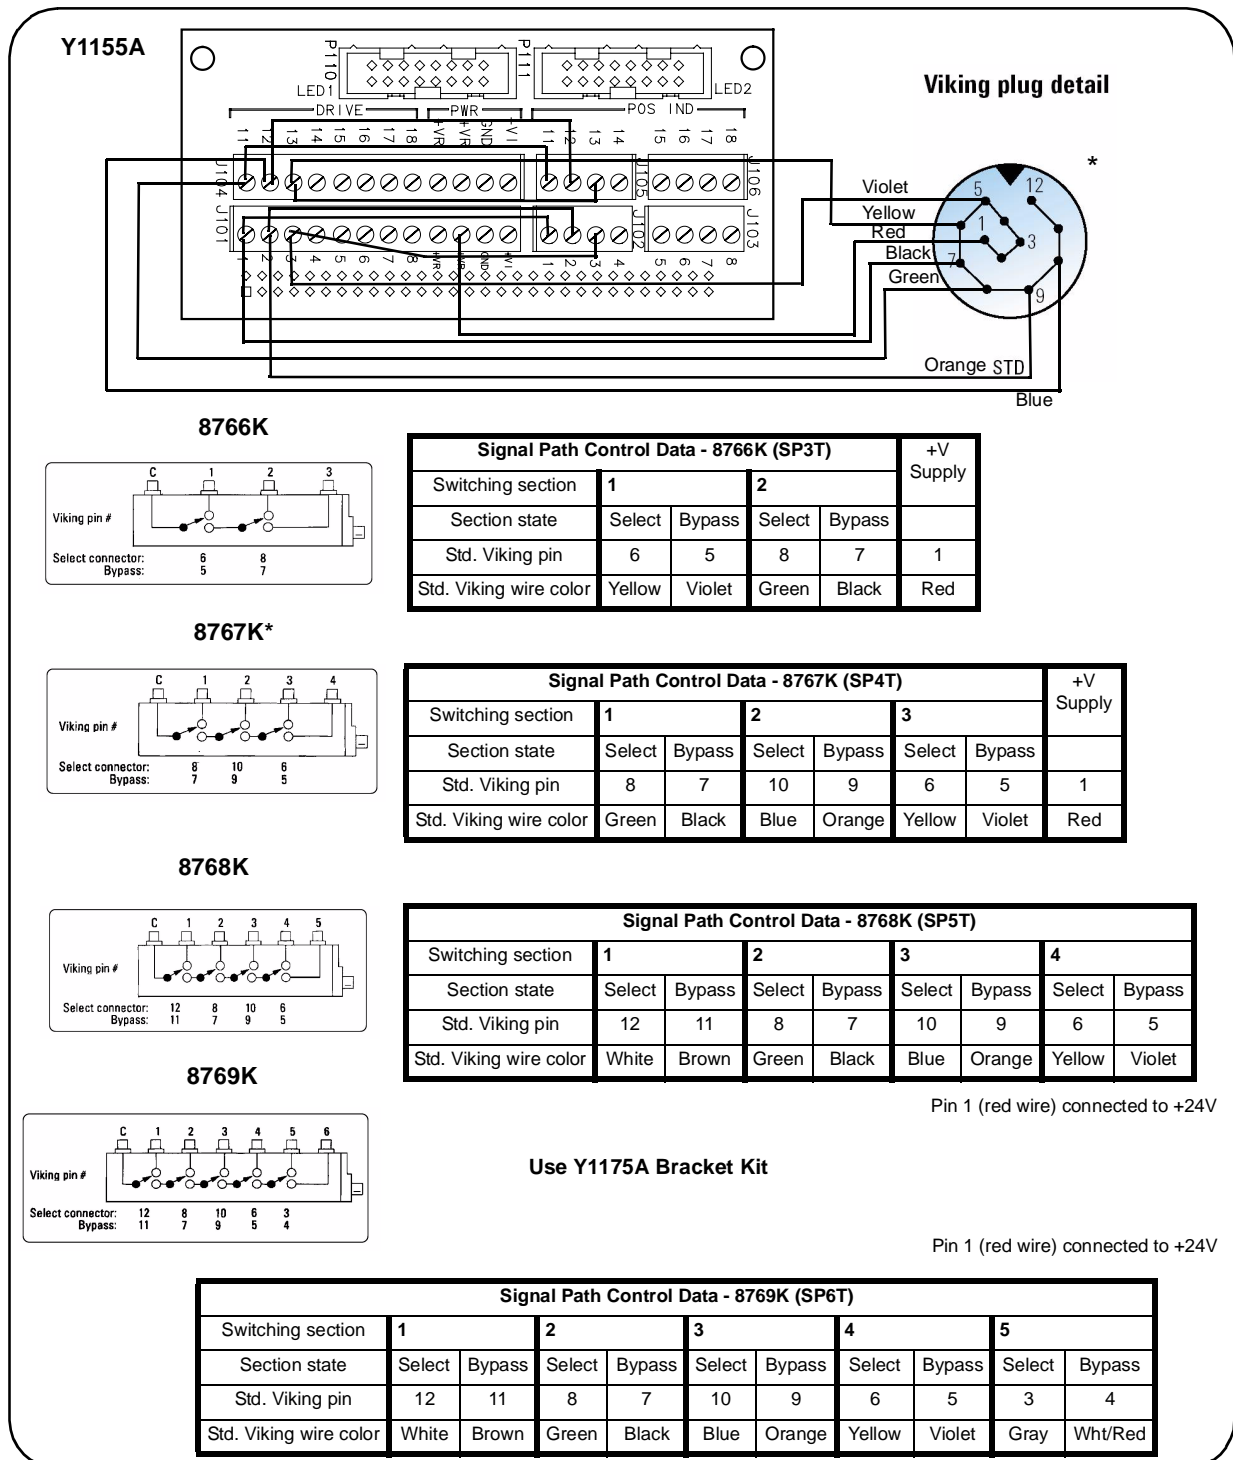 Y1155A
P110
P111
LED1
LED2
Viking plug detail
DRIVE PWR POS IND
11 12 13 14 15 16 17 18 +VR +VR GND +VI 11 12 13 14 15 16 17 18
J104 J105 J106
J101 J102 J103
1 2 3 4 5 6 7 8 +VR +VR GND +VI 1 2 3 4 5 6 7 8
*
5 12
1 3
7 9
Violet
Yellow
Red
Black
Green
Orange STD
Blue
8766K
C 1 2 3
Viking pin #
Select connector: 6 8
Bypass: 5 7
Signal Path Control Data - 8766K (SP3T) +V Supply
Switching section 1 2
Section state Select Bypass Select Bypass
Std. Viking pin 6 5 8 7 1
Std. Viking wire color Yellow Violet Green Black Red
8767K*
C 1 2 3 4
Viking pin #
Select connector: 8 10 6
Bypass: 7 9 5
Signal Path Control Data - 8767K (SP4T) +V Supply
Switching section 1 2 3
Section state Select Bypass Select Bypass Select Bypass
Std. Viking pin 8 7 10 9 6 5 1
Std. Viking wire color Green Black Blue Orange Yellow Violet Red
8768K
C 1 2 3 4 5
Viking pin #
Select connector: 12 8 10 6
Bypass: 11 7 9 5
Signal Path Control Data - 8768K (SP5T)
Switching section 1 2 3 4
Section state Select Bypass Select Bypass Select Bypass Select Bypass
Std. Viking pin 12 11 8 7 10 9 6 5
Std. Viking wire color White Brown Green Black Blue Orange Yellow Violet
Pin 1 (red wire) connected to +24V
8769K
C 1 2 3 4 5 6
Viking pin #
Select connector: 12 8 10 6 3
Bypass: 11 7 9 5 4
Use Y1175A Bracket Kit
Pin 1 (red wire) connected to +24V
Signal Path Control Data - 8769K (SP6T)
Switching section 1 2 3 4 5
Section state Select Bypass Select Bypass Select Bypass Select Bypass Select Bypass
Std. Viking pin 12 11 8 7 10 9 6 5 3 4
Std. Viking wire color White Brown Green Black Blue Orange Yellow Violet Gray Wht/Red